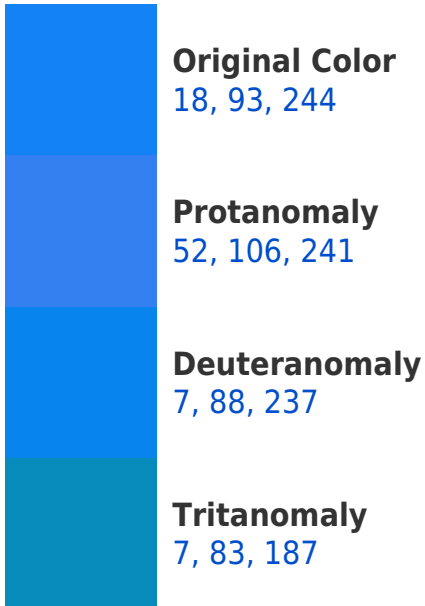 Original Color
18, 93, 244
Protanomaly
52, 106, 241
Deuteranomaly
7, 88, 237
Tritanomaly
7, 83, 187